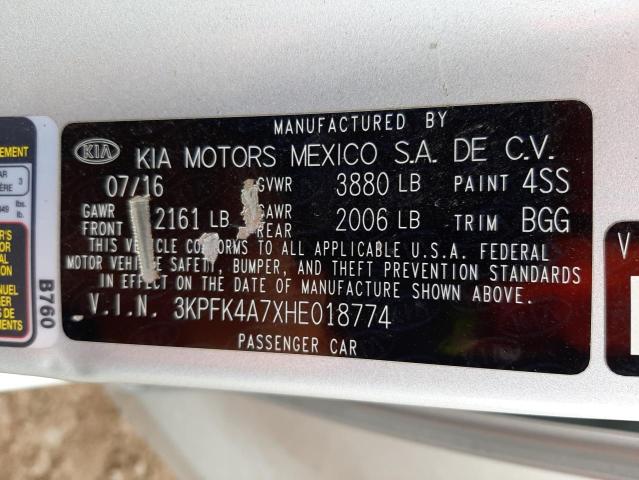 MANUFACTURED BY
KIA KIA MOTORS MEXICO S.A. DE C.V.
07/16 GVWR 3880 LB PAINT 4SS
GAWR FRONT 2161 LB GAWR REAR 2006 LB TRIM BGG
THIS VEHICLE CONFORMS TO ALL APPLICABLE U.S.A. FEDERAL
MOTOR VEHICLE SAFETY, BUMPER, AND THEFT PREVENTION STANDARDS
IN EFFECT ON THE DATE OF MANUFACTURE SHOWN ABOVE.
V.I.N. 3KPFK4A7XHE018774
PASSENGER CAR
B760